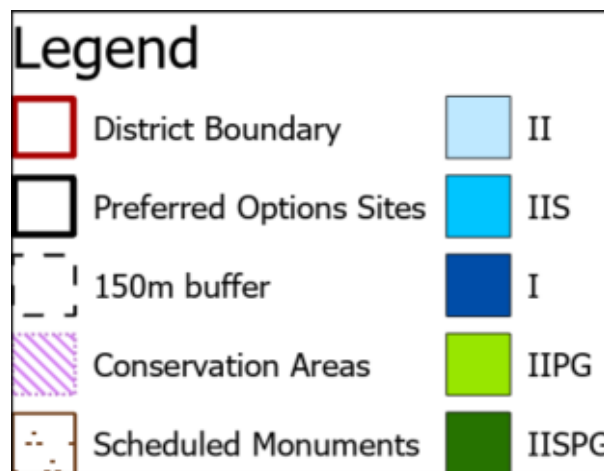 Legend
District Boundary
Preferred Options Sites
150m buffer
Conservation Areas
Scheduled Monuments
II
IIS
I
IIPG
IISPG